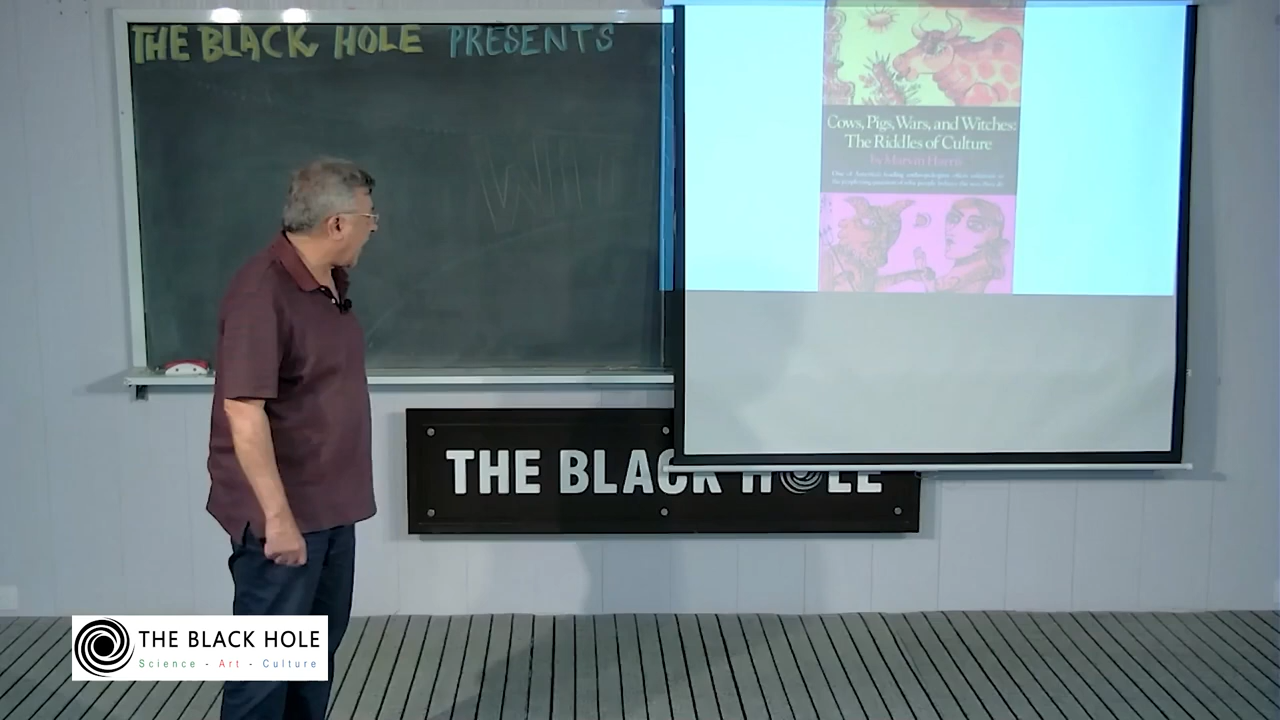 THE BLACK HOLE PRESENTS
Cows, Pigs, Wars, and Witches:
The Riddles of Culture
by Marvin Harris
THE BLACK HOLE
THE BLACK HOLE
Science - Art - Culture